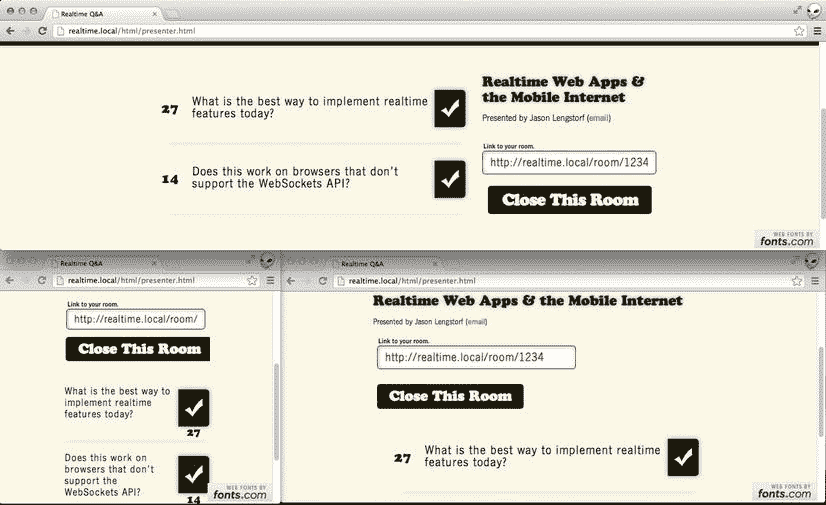 Realtime Q&A
realtime.local/html/presenter.html
27
What is the best way to implement realtime
features today?
14
Does this work on browsers that don't
support the WebSockets API?
Realtime Web Apps &
the Mobile Internet
Presented by Jason Lengstorf (email)
Link to your room.
http://realtime.local/room/1234
Close This Room
WEB FONTS BY
fonts.com
Realtime Q&A
realtime.local/html/presenter.html
Link to your room.
http://realtime.local/room/
Close This Room
What is the best way to
implement realtime
features today?
27
Does this work on
browsers that don't
support the
WebSockets API?
14
WEB FONTS BY
fonts.com
Realtime Q&A
realtime.local/html/presenter.html
Realtime Web Apps & the Mobile Internet
Presented by Jason Lengstorf (email)
Link to your room.
http://realtime.local/room/1234
Close This Room
27
What is the best way to implement realtime
features today?
WEB FONTS BY
fonts.com